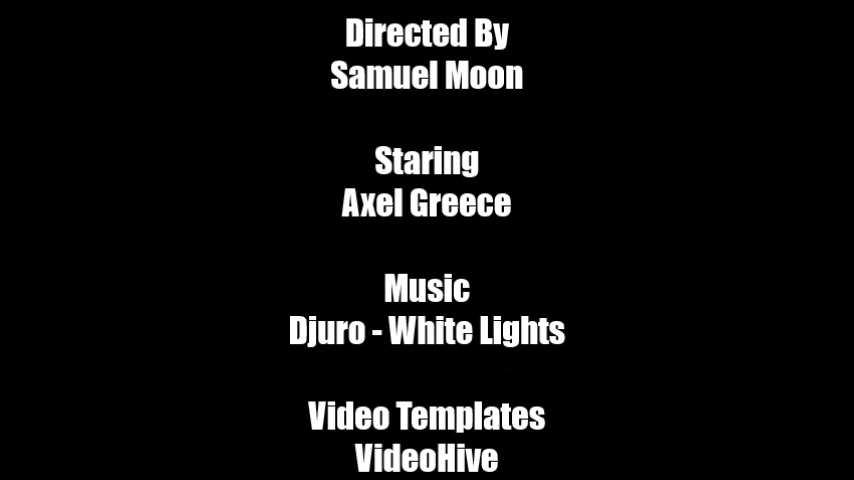 Directed By
Samuel Moon
Staring
Axel Greece
Music
Djuro - White Lights
Video Templates
VideoHive